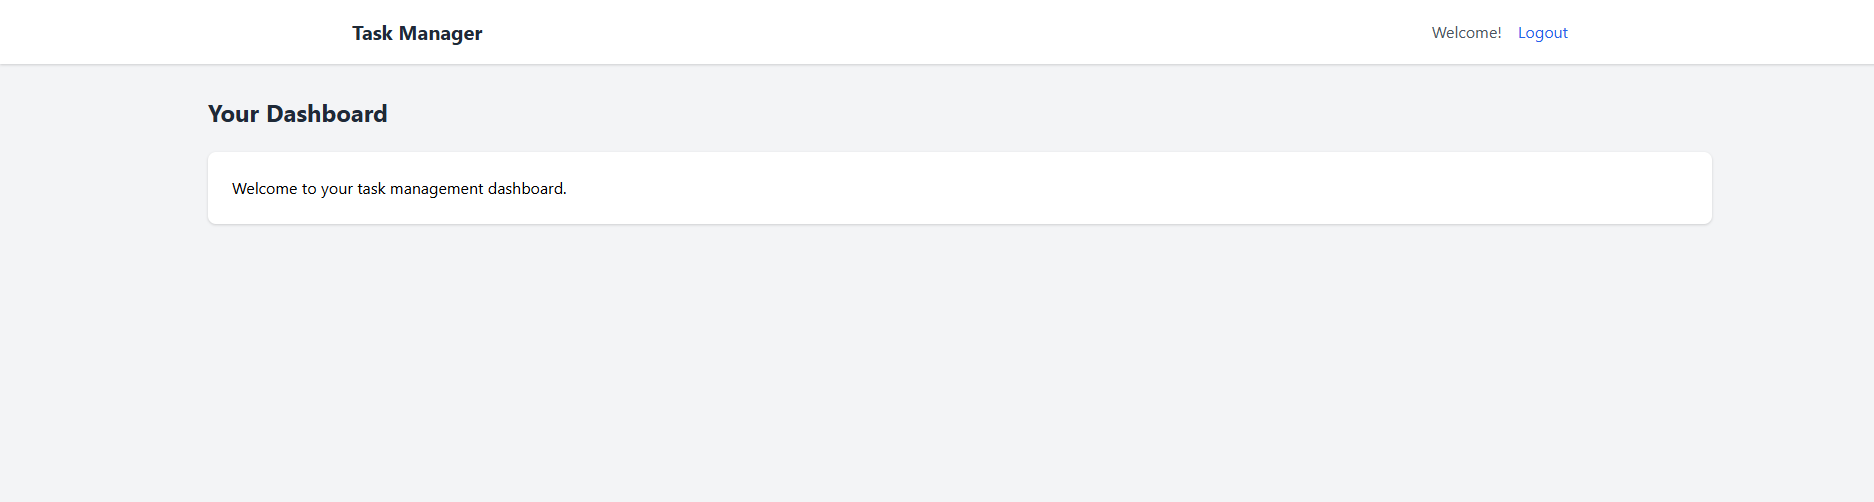 Task Manager
Welcome! Logout
Your Dashboard
Welcome to your task management dashboard.